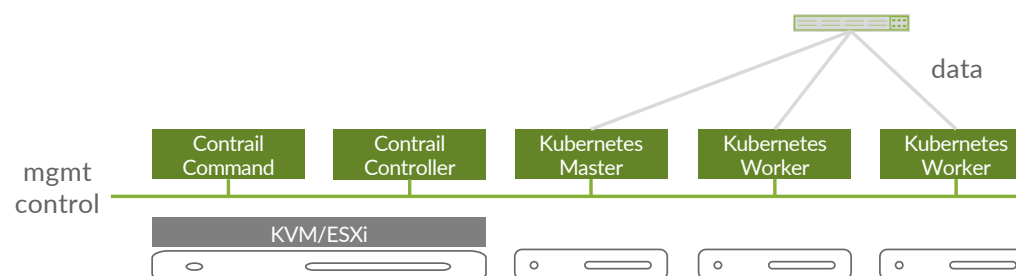 data
Contrail
Command
Contrail
Controller
Kubernetes
Master
Kubernetes
Worker
Kubernetes
Worker
mgmt
control
KVM/ESXi